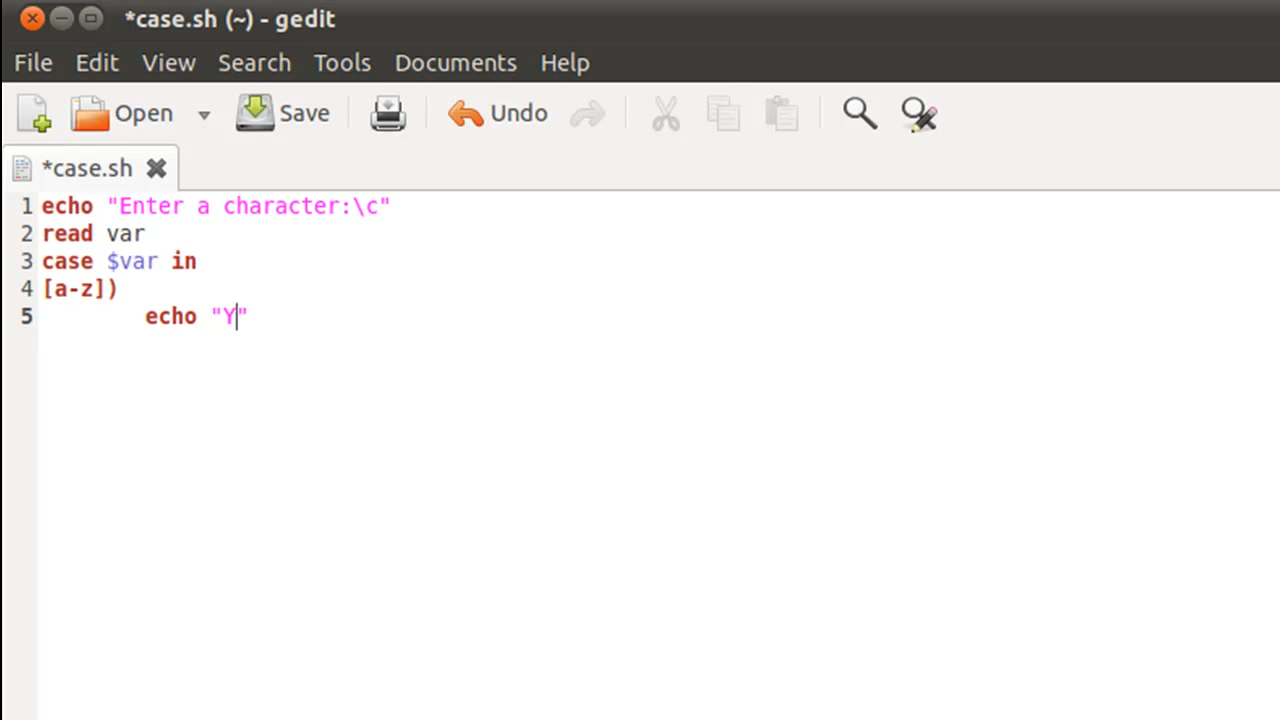 *case.sh (~) - gedit
File Edit View Search Tools Documents Help
Open Save Undo
*case.sh
1 echo "Enter a character:\c"
2 read var
3 case $var in
4 [a-z])
5 echo "Y"